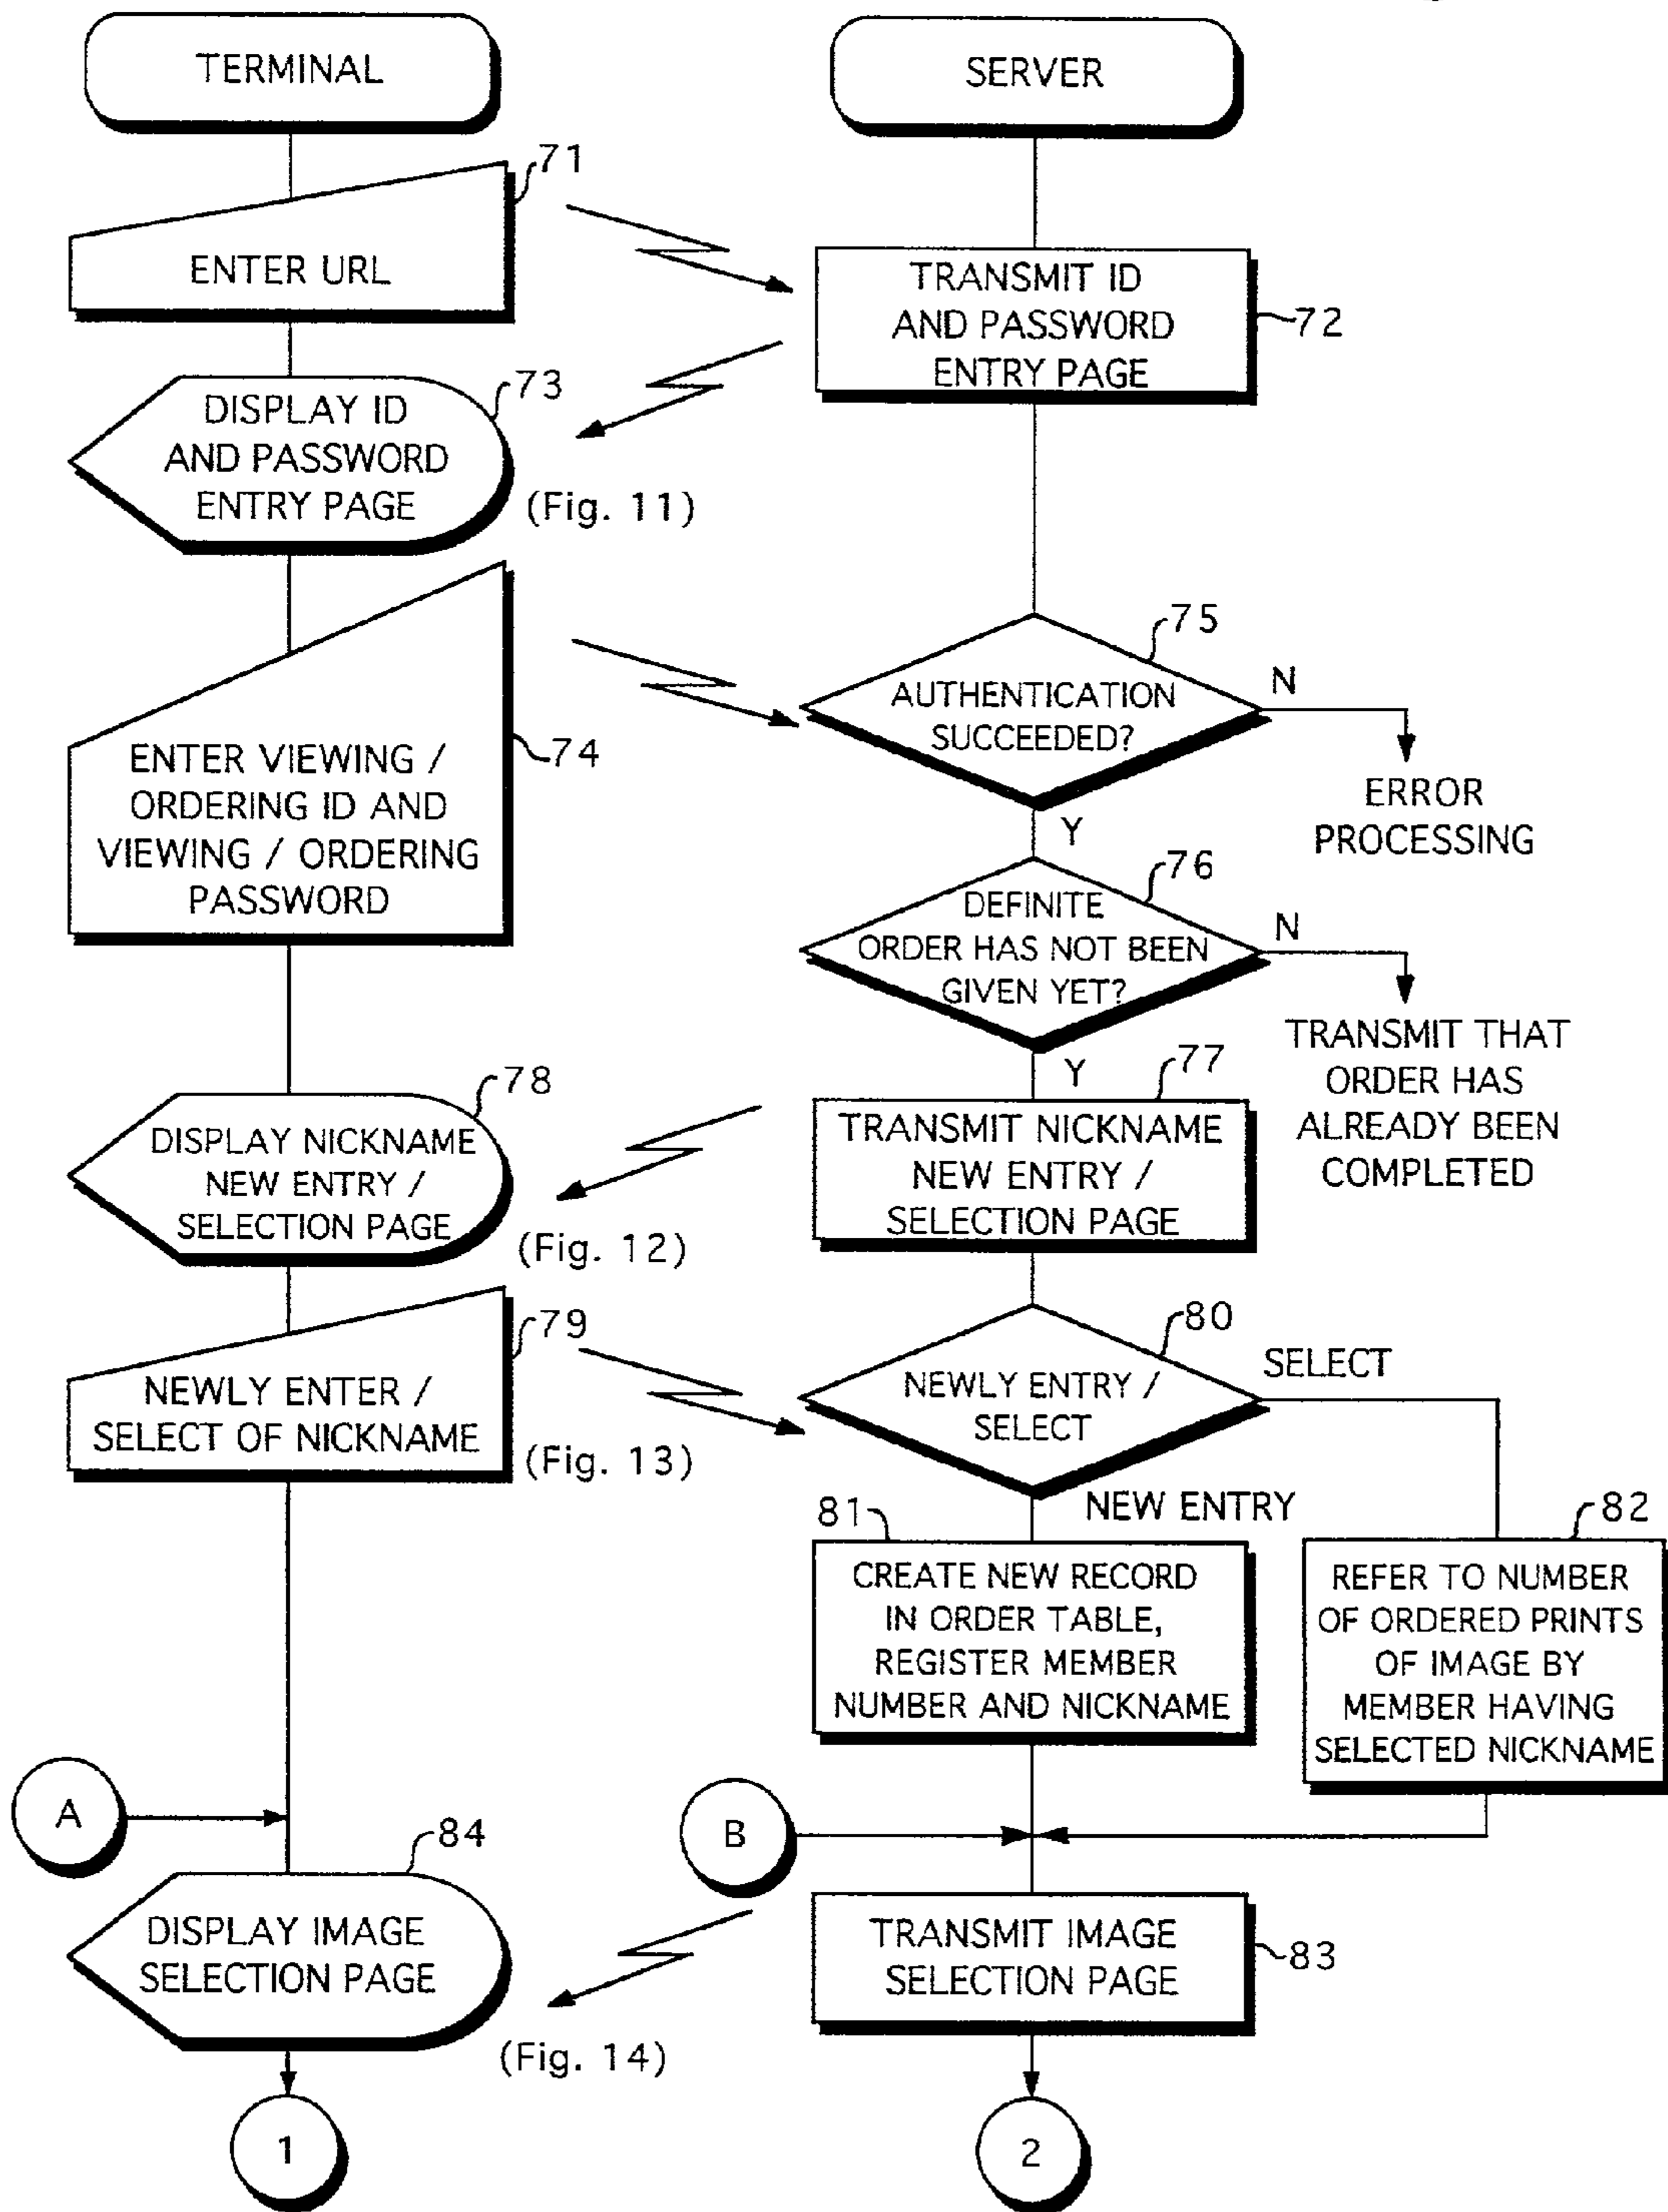 TERMINAL
SERVER
71
ENTER URL
TRANSMIT ID
AND PASSWORD
ENTRY PAGE
72
73
DISPLAY ID
AND PASSWORD
ENTRY PAGE
(Fig. 11)
74
ENTER VIEWING /
ORDERING ID AND
VIEWING / ORDERING
PASSWORD
75
AUTHENTICATION
SUCCEEDED?
N
ERROR
PROCESSING
Y
76
DEFINITE
ORDER HAS NOT BEEN
GIVEN YET?
N
TRANSMIT THAT
ORDER HAS
ALREADY BEEN
COMPLETED
Y
77
TRANSMIT NICKNAME
NEW ENTRY /
SELECTION PAGE
78
DISPLAY NICKNAME
NEW ENTRY /
SELECTION PAGE
(Fig. 12)
79
NEWLY ENTER /
SELECT OF NICKNAME
(Fig. 13)
80
NEWLY ENTRY /
SELECT
SELECT
NEW ENTRY
81
CREATE NEW RECORD
IN ORDER TABLE,
REGISTER MEMBER
NUMBER AND NICKNAME
82
REFER TO NUMBER
OF ORDERED PRINTS
OF IMAGE BY
MEMBER HAVING
SELECTED NICKNAME
A
B
84
DISPLAY IMAGE
SELECTION PAGE
(Fig. 14)
TRANSMIT IMAGE
SELECTION PAGE
83
1
2